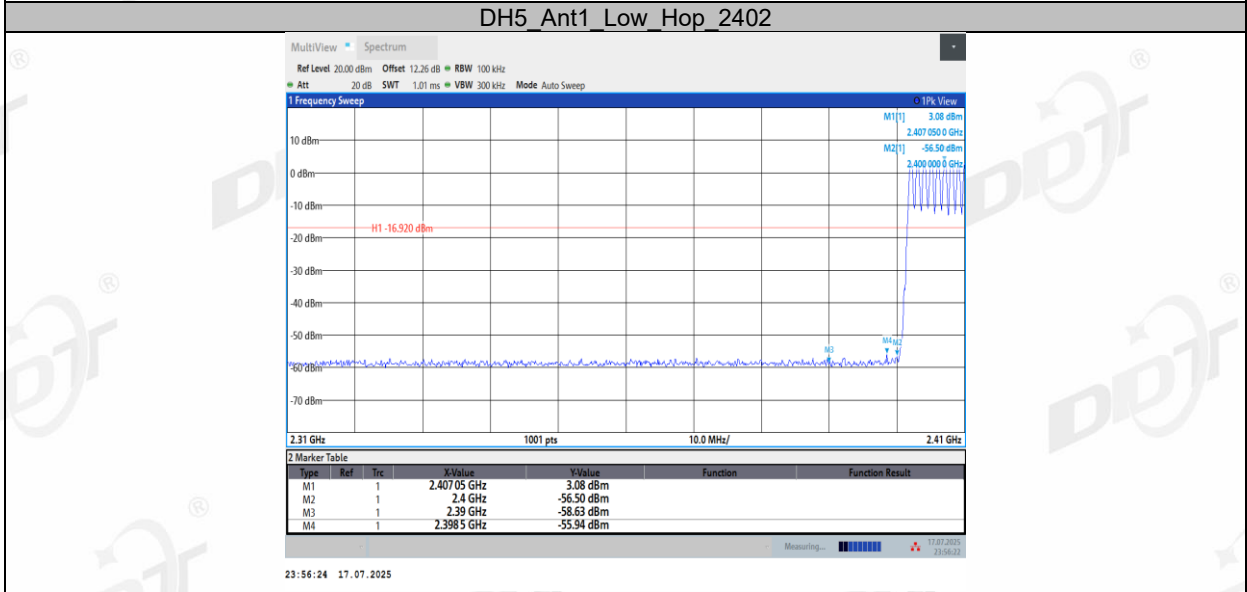 DH5_Ant1_Low_Hop_2402
MultiView Spectrum
Ref Level 20.00 dBm Offset 12.26 dB RBW 100 kHz
Att 20 dB SWT 1.01 ms VBW 300 kHz Mode Auto Sweep
1 Frequency Sweep 1Pk View
M1[1] 3.08 dBm
2.407 050 0 GHz
M2[1] -56.50 dBm
2.400 000 0 GHz
10 dBm
0 dBm
-10 dBm
H1 -16.920 dBm
-20 dBm
-30 dBm
-40 dBm
-50 dBm
M3 M4 M2
-60 dBm
-70 dBm
2.31 GHz 1001 pts 10.0 MHz/ 2.41 GHz
2 Marker Table
Type Ref Trc X-Value Y-Value Function Function Result
M1 1 2.40705 GHz 3.08 dBm
M2 1 2.4 GHz -56.50 dBm
M3 1 2.39 GHz -58.63 dBm
M4 1 2.3985 GHz -55.94 dBm
Measuring... 17.07.2025
23:56:22
23:56:24 17.07.2025
DDT ®
DDT ®
DDT ®
DDT ®
DDT ®